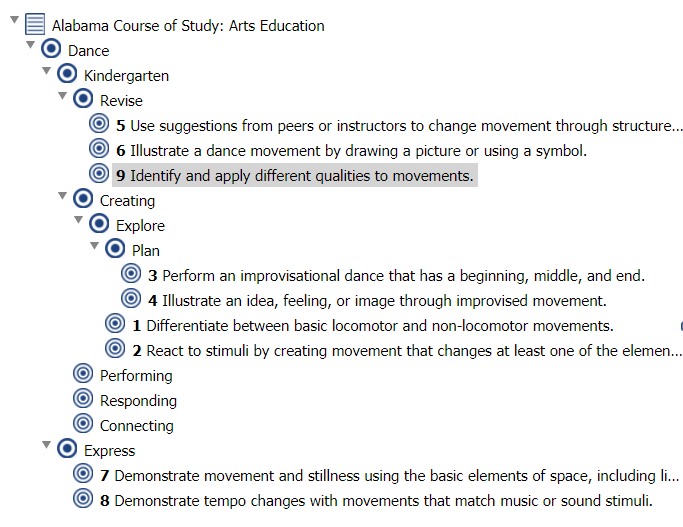 Alabama Course of Study: Arts Education
Dance
Kindergarten
Revise
5 Use suggestions from peers or instructors to change movement through structure...
6 Illustrate a dance movement by drawing a picture or using a symbol.
9 Identify and apply different qualities to movements.
Creating
Explore
Plan
3 Perform an improvisational dance that has a beginning, middle, and end.
4 Illustrate an idea, feeling, or image through improvised movement.
1 Differentiate between basic locomotor and non-locomotor movements.
2 React to stimuli by creating movement that changes at least one of the elemen...
Performing
Responding
Connecting
Express
7 Demonstrate movement and stillness using the basic elements of space, including li...
8 Demonstrate tempo changes with movements that match music or sound stimuli.